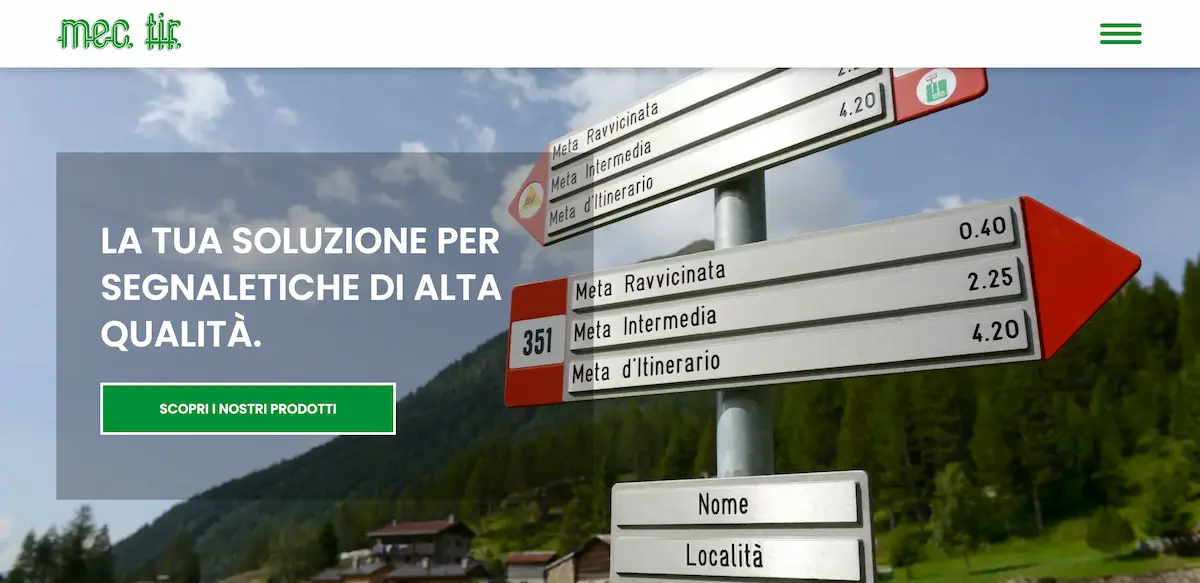 mec. tir.
Meta Ravvicinata
Meta Intermedia 4.20
Meta d'Itinerario
LA TUA SOLUZIONE PER
SEGNALETICHE DI ALTA
QUALITÀ.
SCOPRI I NOSTRI PRODOTTI
351
Meta Ravvicinata 0.40
Meta Intermedia 2.25
Meta d'Itinerario 4.20
Nome
Località